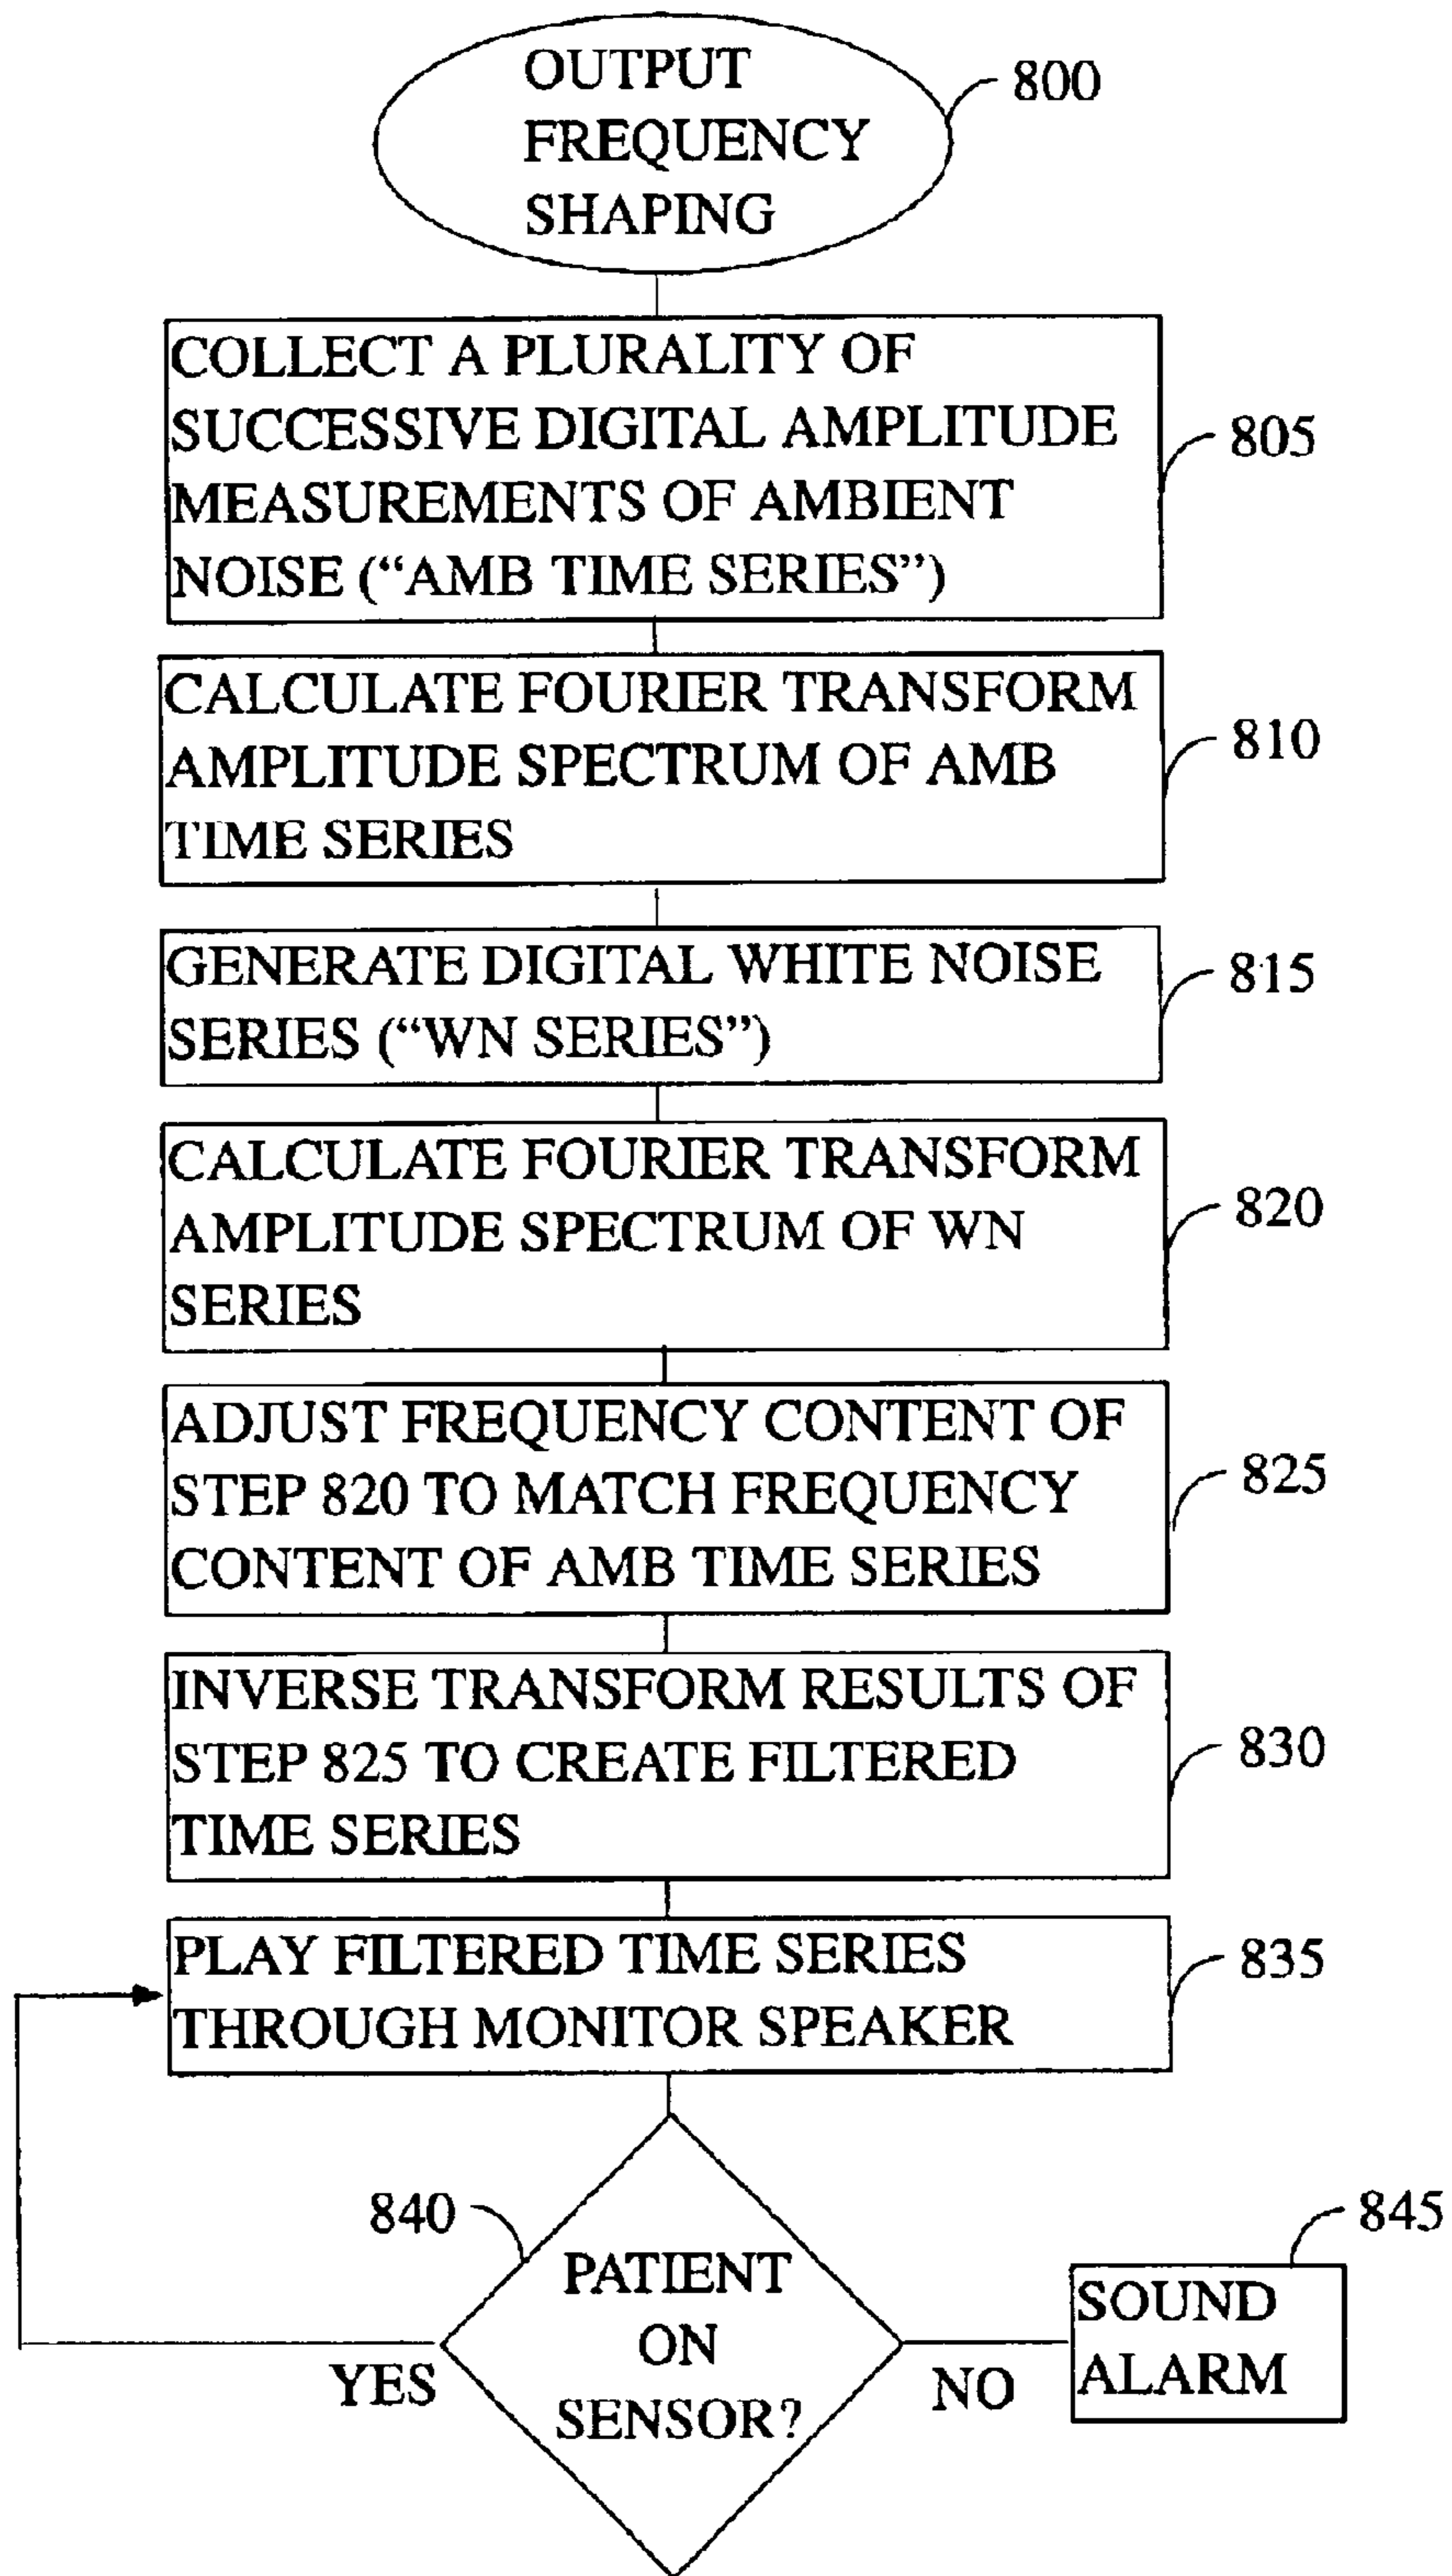 OUTPUT
FREQUENCY
SHAPING
800
COLLECT A PLURALITY OF
SUCCESSIVE DIGITAL AMPLITUDE
MEASUREMENTS OF AMBIENT
NOISE (“AMB TIME SERIES”)
805
CALCULATE FOURIER TRANSFORM
AMPLITUDE SPECTRUM OF AMB
TIME SERIES
810
GENERATE DIGITAL WHITE NOISE
SERIES (“WN SERIES”)
815
CALCULATE FOURIER TRANSFORM
AMPLITUDE SPECTRUM OF WN
SERIES
820
ADJUST FREQUENCY CONTENT OF
STEP 820 TO MATCH FREQUENCY
CONTENT OF AMB TIME SERIES
825
INVERSE TRANSFORM RESULTS OF
STEP 825 TO CREATE FILTERED
TIME SERIES
830
PLAY FILTERED TIME SERIES
THROUGH MONITOR SPEAKER
835
840
PATIENT
ON
SENSOR?
YES
NO
845
SOUND
ALARM